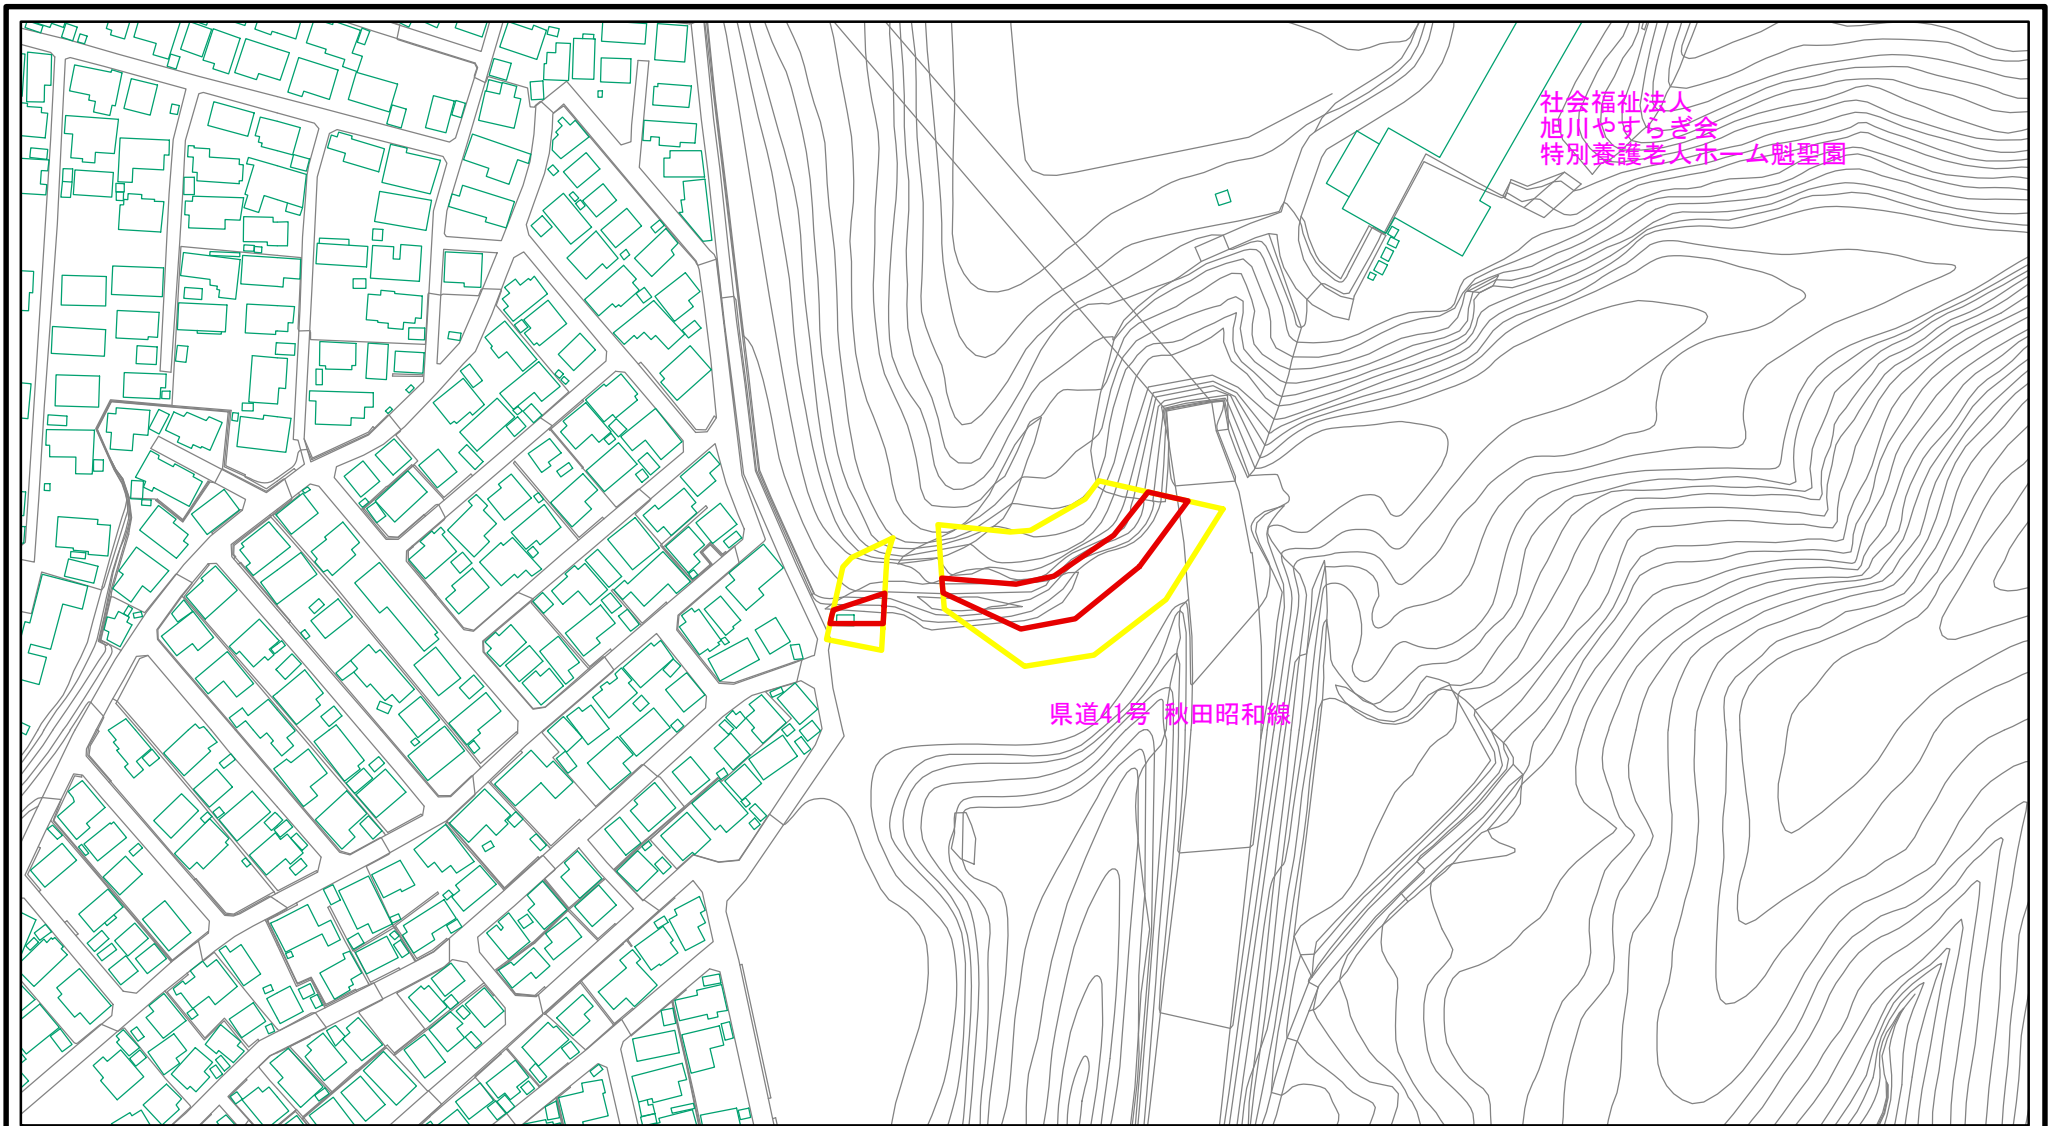 社会福祉法人
旭川やすらぎ会
特別養護老人ホーム魁聖園
県道41号 秋田昭和線